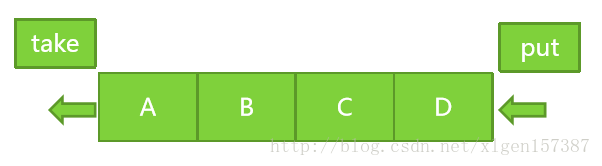 take
put
A B C D
http://blog.csdn.net/xlgen157387